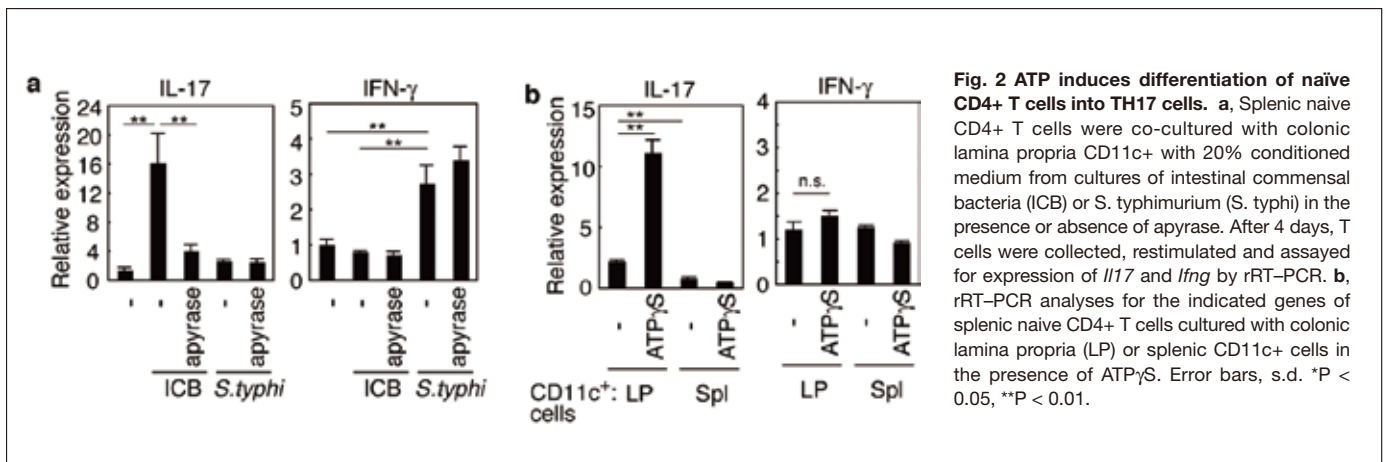 a
IL-17
Relative expression
24
20
16
12
8
4
0
** **
- - apyrase - apyrase
ICB S.typhi
IFN-γ
5
4
3
2
1
0
**
**
- - apyrase - apyrase
ICB S.typhi
b
IL-17
Relative expression
15
10
5
0
**
**
- ATPγS - ATPγS
CD11c+: LP Spl
cells
IFN-γ
4
3
2
1
0
n.s.
- ATPγS - ATPγS
LP Spl
Fig. 2 ATP induces differentiation of naïve
CD4+ T cells into TH17 cells. a, Splenic naive
CD4+ T cells were co-cultured with colonic
lamina propria CD11c+ with 20% conditioned
medium from cultures of intestinal commensal
bacteria (ICB) or S. typhimurium (S. typhi) in the
presence or absence of apyrase. After 4 days, T
cells were collected, restimulated and assayed
for expression of Il17 and Ifng by rRT–PCR. b,
rRT–PCR analyses for the indicated genes of
splenic naive CD4+ T cells cultured with colonic
lamina propria (LP) or splenic CD11c+ cells in
the presence of ATPγS. Error bars, s.d. *P <
0.05, **P < 0.01.